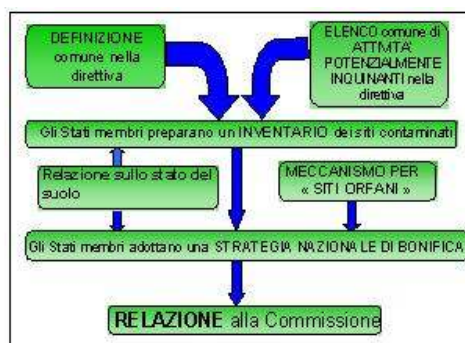 DEFINIZIONE
comune nella
direttiva
ELENCO comune di
ATTIVITA'
POTENZIALMENTE
INQUINANTI nella
direttiva
Gli Stati membri preparano un INVENTARIO dei siti contaminati
Relazione sullo stato del
suolo
MECCANISMO PER
« SITI ORFANI »
Gli Stati membri adottano una STRATEGIA NAZIONALE DI BONIFICA
RELAZIONE alla Commissione